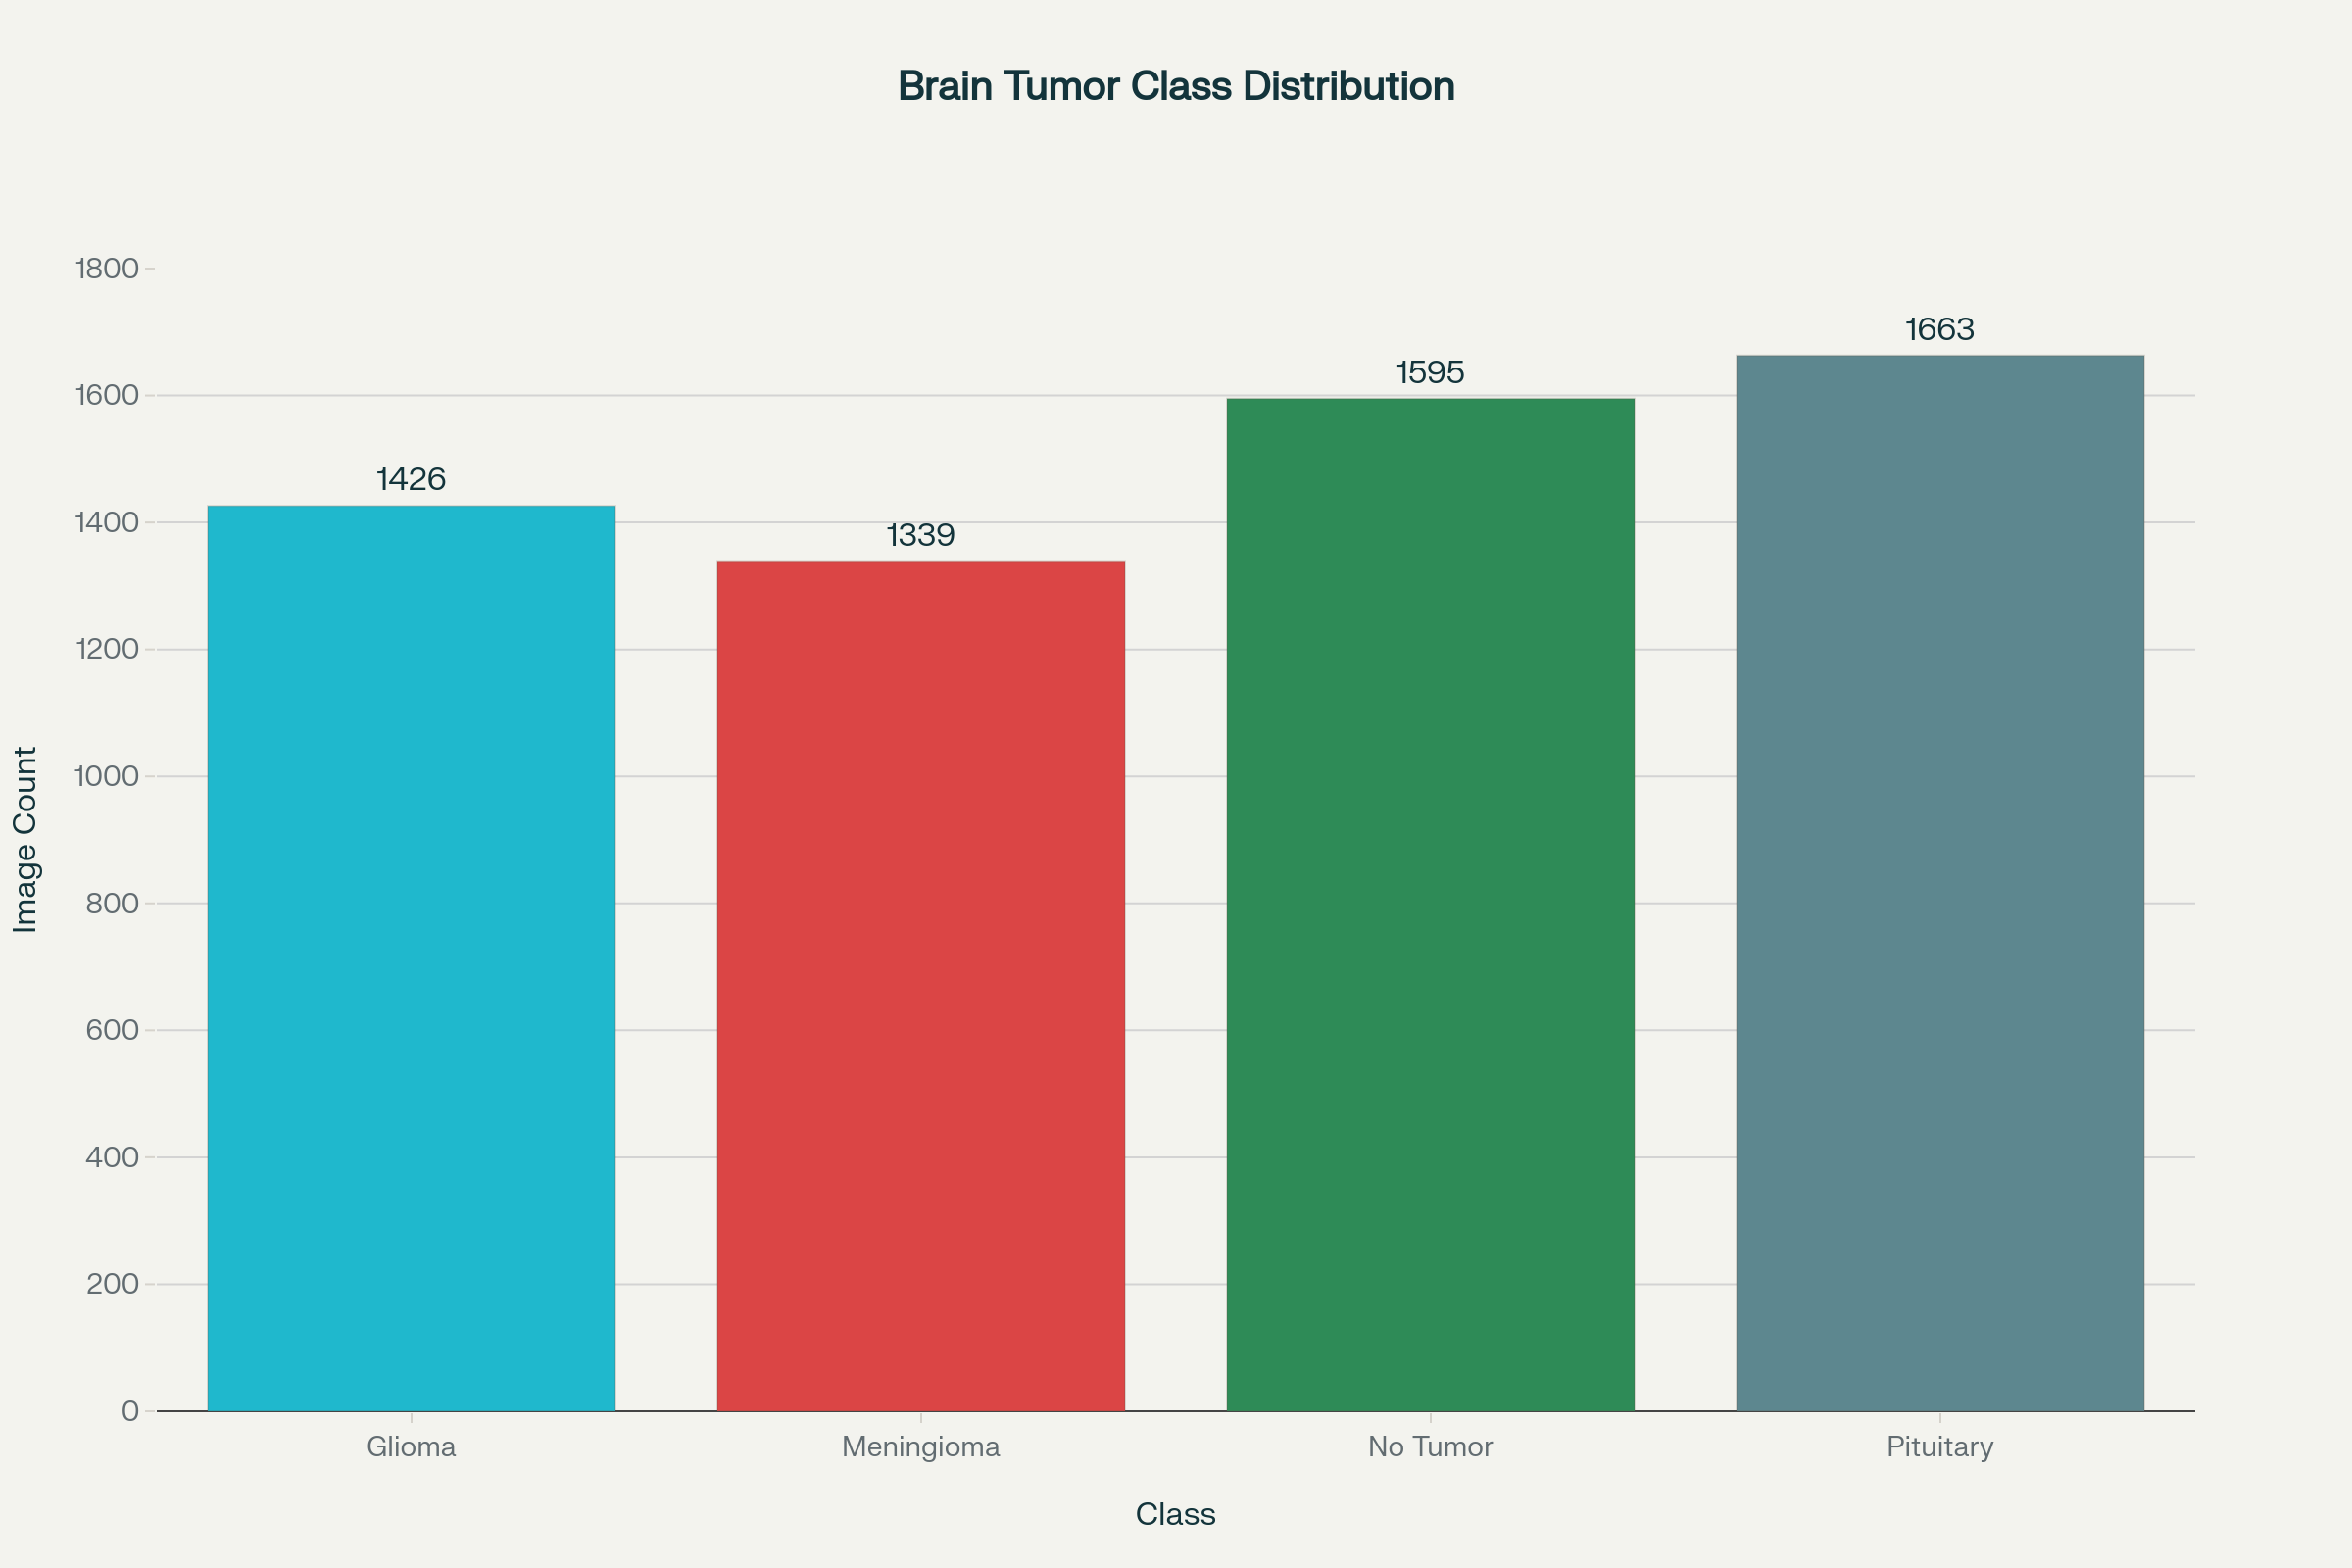 Brain Tumor Class Distribution
1800
1600
1400
1200
1000
800
600
400
200
0
Image Count
1426
1339
1595
1663
Glioma
Meningioma
No Tumor
Pituitary
Class